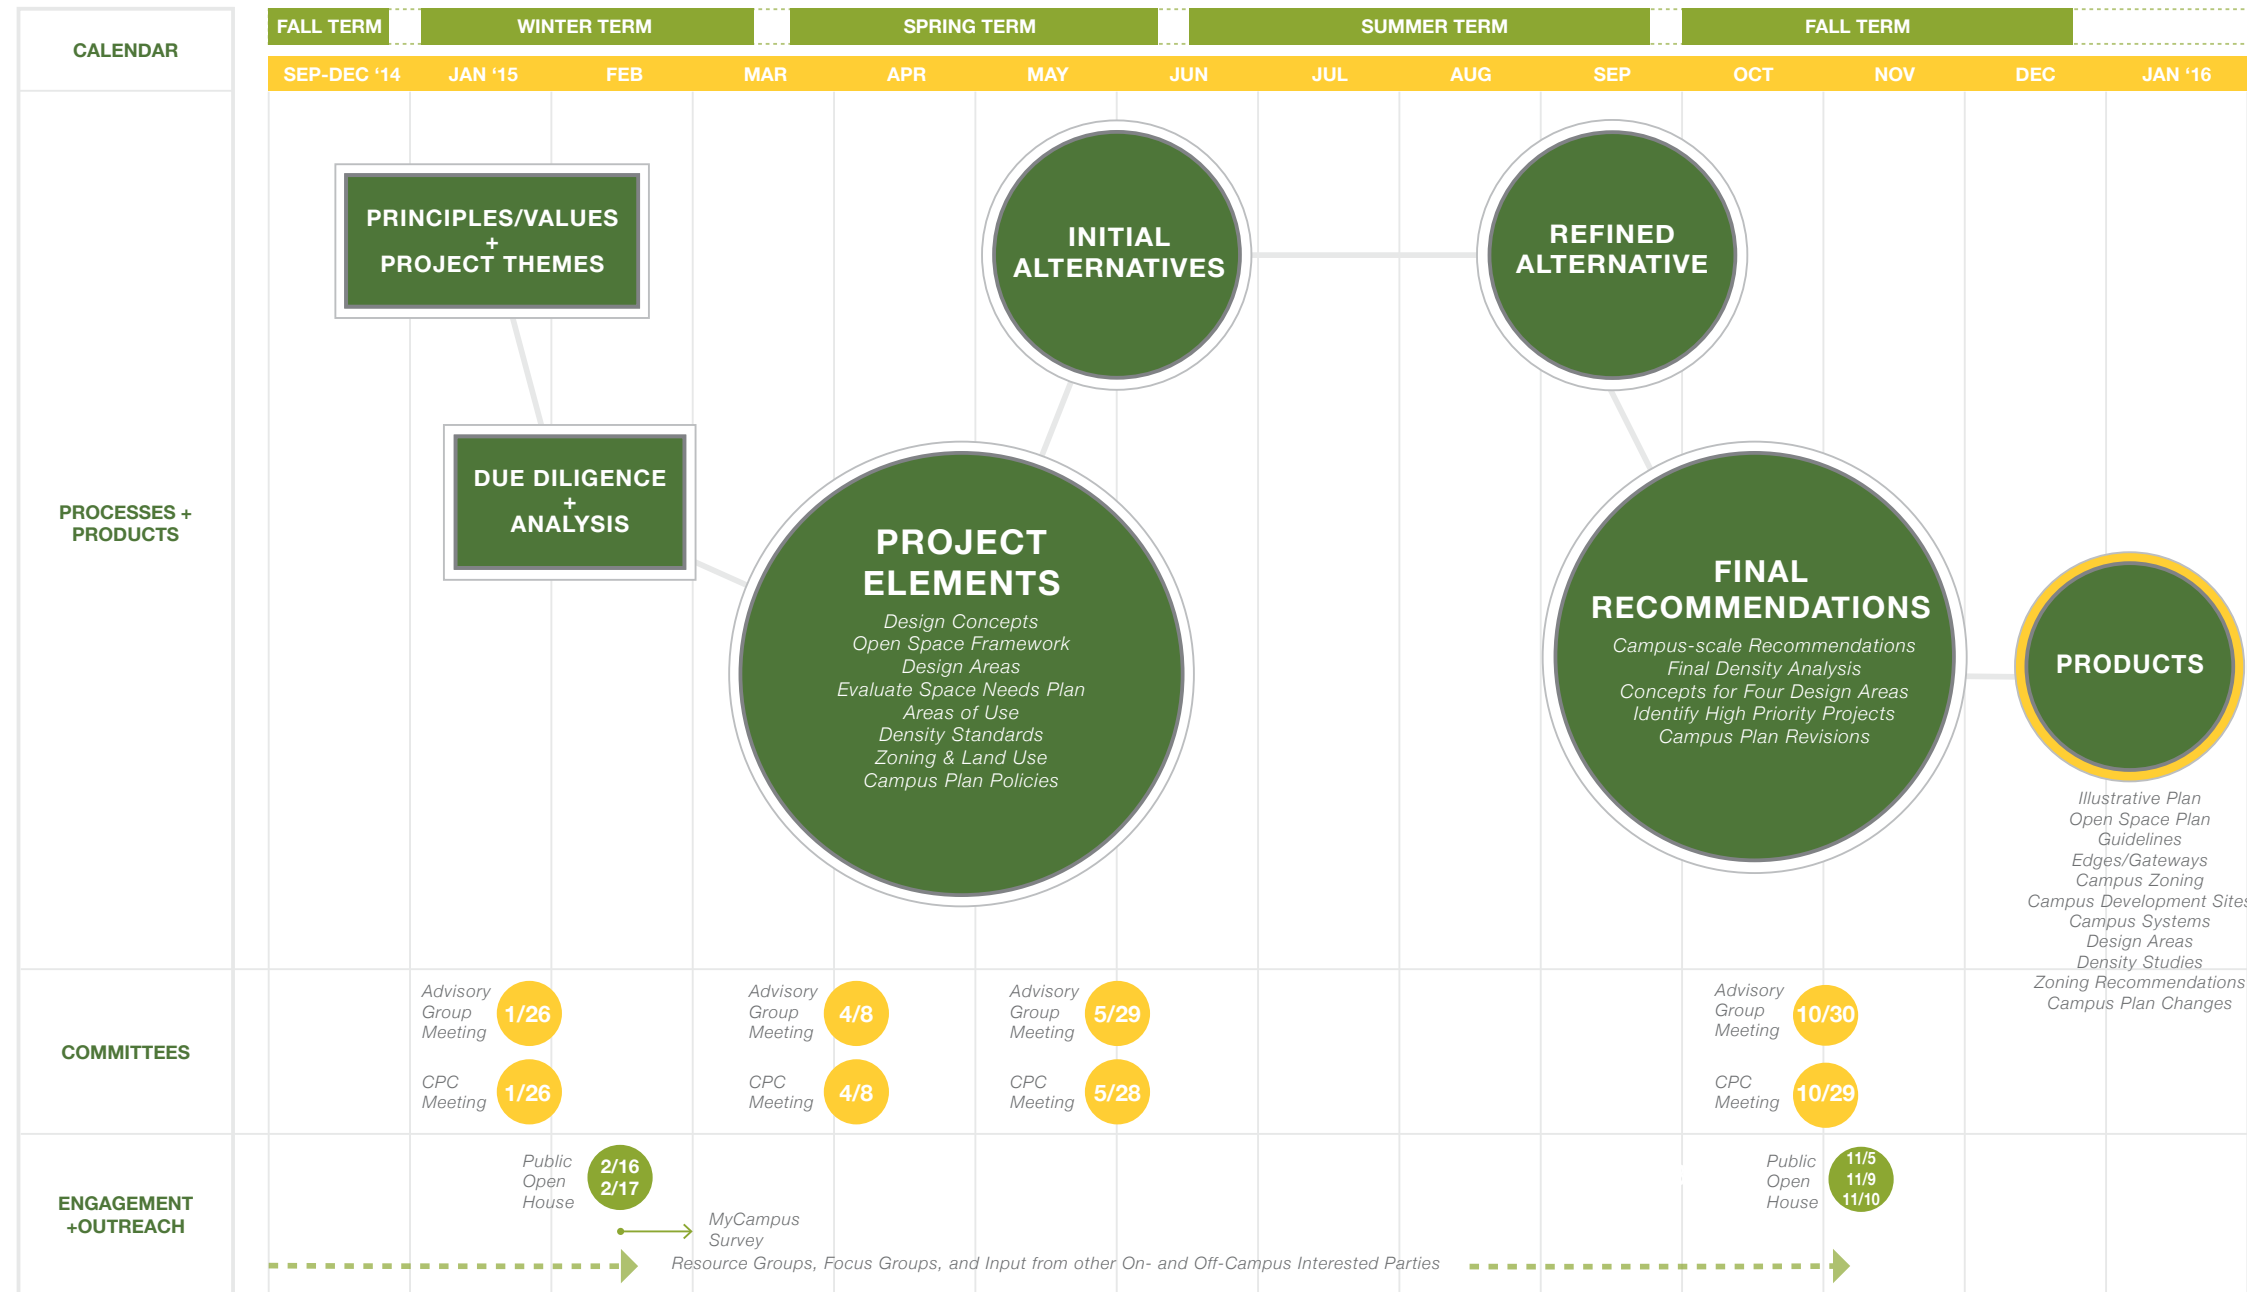 CALENDAR
FALL TERM
WINTER TERM
SPRING TERM
SUMMER TERM
FALL TERM
SEP-DEC ‘14
JAN ‘15
FEB
MAR
APR
MAY
JUN
JUL
AUG
SEP
OCT
NOV
DEC
JAN ‘16
PROCESSES +
PRODUCTS
PRINCIPLES/VALUES
+
PROJECT THEMES
DUE DILIGENCE
+
ANALYSIS
PROJECT
ELEMENTS
Design Concepts
Open Space Framework
Design Areas
Evaluate Space Needs Plan
Areas of Use
Density Standards
Zoning & Land Use
Campus Plan Policies
INITIAL
ALTERNATIVES
REFINED
ALTERNATIVE
FINAL
RECOMMENDATIONS
Campus-scale Recommendations
Final Density Analysis
Concepts for Four Design Areas
Identify High Priority Projects
Campus Plan Revisions
PRODUCTS
Illustrative Plan
Open Space Plan
Guidelines
Edges/Gateways
Campus Zoning
Campus Development Sites
Campus Systems
Design Areas
Density Studies
Zoning Recommendations
Campus Plan Changes
COMMITTEES
Advisory
Group
Meeting
1/26
Advisory
Group
Meeting
4/8
Advisory
Group
Meeting
5/29
Advisory
Group
Meeting
10/30
CPC
Meeting
1/26
CPC
Meeting
4/8
CPC
Meeting
5/28
CPC
Meeting
10/29
ENGAGEMENT
+OUTREACH
Public
Open
House
2/16
2/17
Public
Open
House
11/5
11/9
11/10
MyCampus
Survey
Resource Groups, Focus Groups, and Input from other On- and Off-Campus Interested Parties